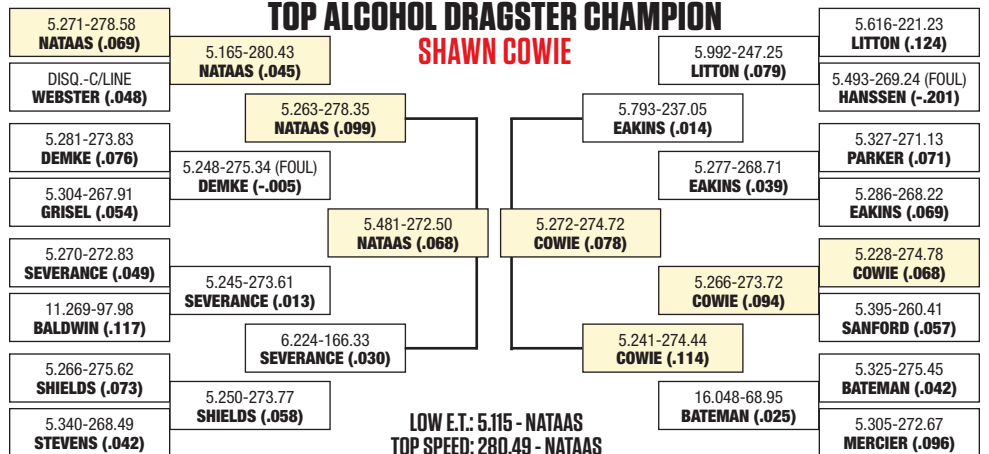 TOP ALCOHOL DRAGSTER CHAMPION
SHAWN COWIE
5.271-278.58
NATAAS (.069)
DISQ.-C/LINE
WEBSTER (.048)
5.281-273.83
DEMKE (.076)
5.304-267.91
GRISEL (.054)
5.270-272.83
SEVERANCE (.049)
11.269-97.98
BALDWIN (.117)
5.266-275.62
SHIELDS (.073)
5.340-268.49
STEVENS (.042)
5.165-280.43
NATAAS (.045)
5.248-275.34 (FOUL)
DEMKE (-.005)
5.245-273.61
SEVERANCE (.013)
5.250-273.77
SHIELDS (.058)
5.263-278.35
NATAAS (.099)
6.224-166.33
SEVERANCE (.030)
5.481-272.50
NATAAS (.068)
5.272-274.72
COWIE (.078)
5.793-237.05
EAKINS (.014)
5.241-274.44
COWIE (.114)
5.992-247.25
LITTON (.079)
5.277-268.71
EAKINS (.039)
5.266-273.72
COWIE (.094)
16.048-68.95
BATEMAN (.025)
5.616-221.23
LITTON (.124)
5.493-269.24 (FOUL)
HANSSEN (-.201)
5.327-271.13
PARKER (.071)
5.286-268.22
EAKINS (.069)
5.228-274.78
COWIE (.068)
5.395-260.41
SANFORD (.057)
5.325-275.45
BATEMAN (.042)
5.305-272.67
MERCIER (.096)
LOW E.T.: 5.115 - NATAAS
TOP SPEED: 280.49 - NATAAS